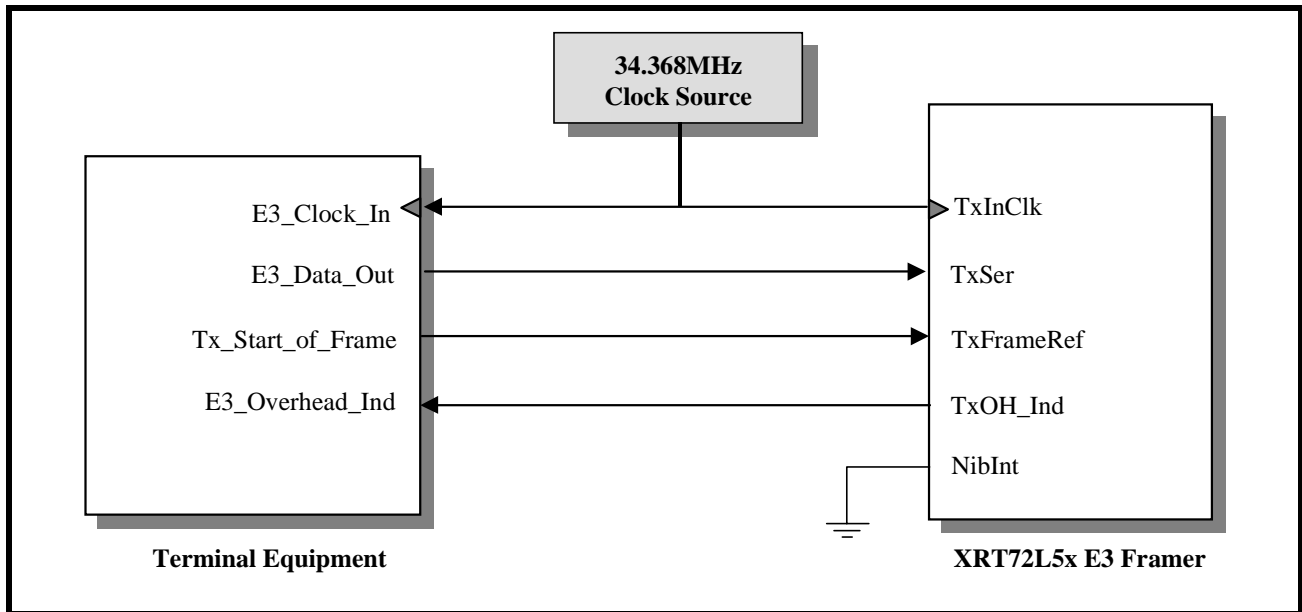 34.368MHz
Clock Source
E3_Clock_In
TxInClk
E3_Data_Out
TxSer
Tx_Start_of_Frame
TxFrameRef
E3_Overhead_Ind
TxOH_Ind
NibInt
Terminal Equipment
XRT72L5x E3 Framer